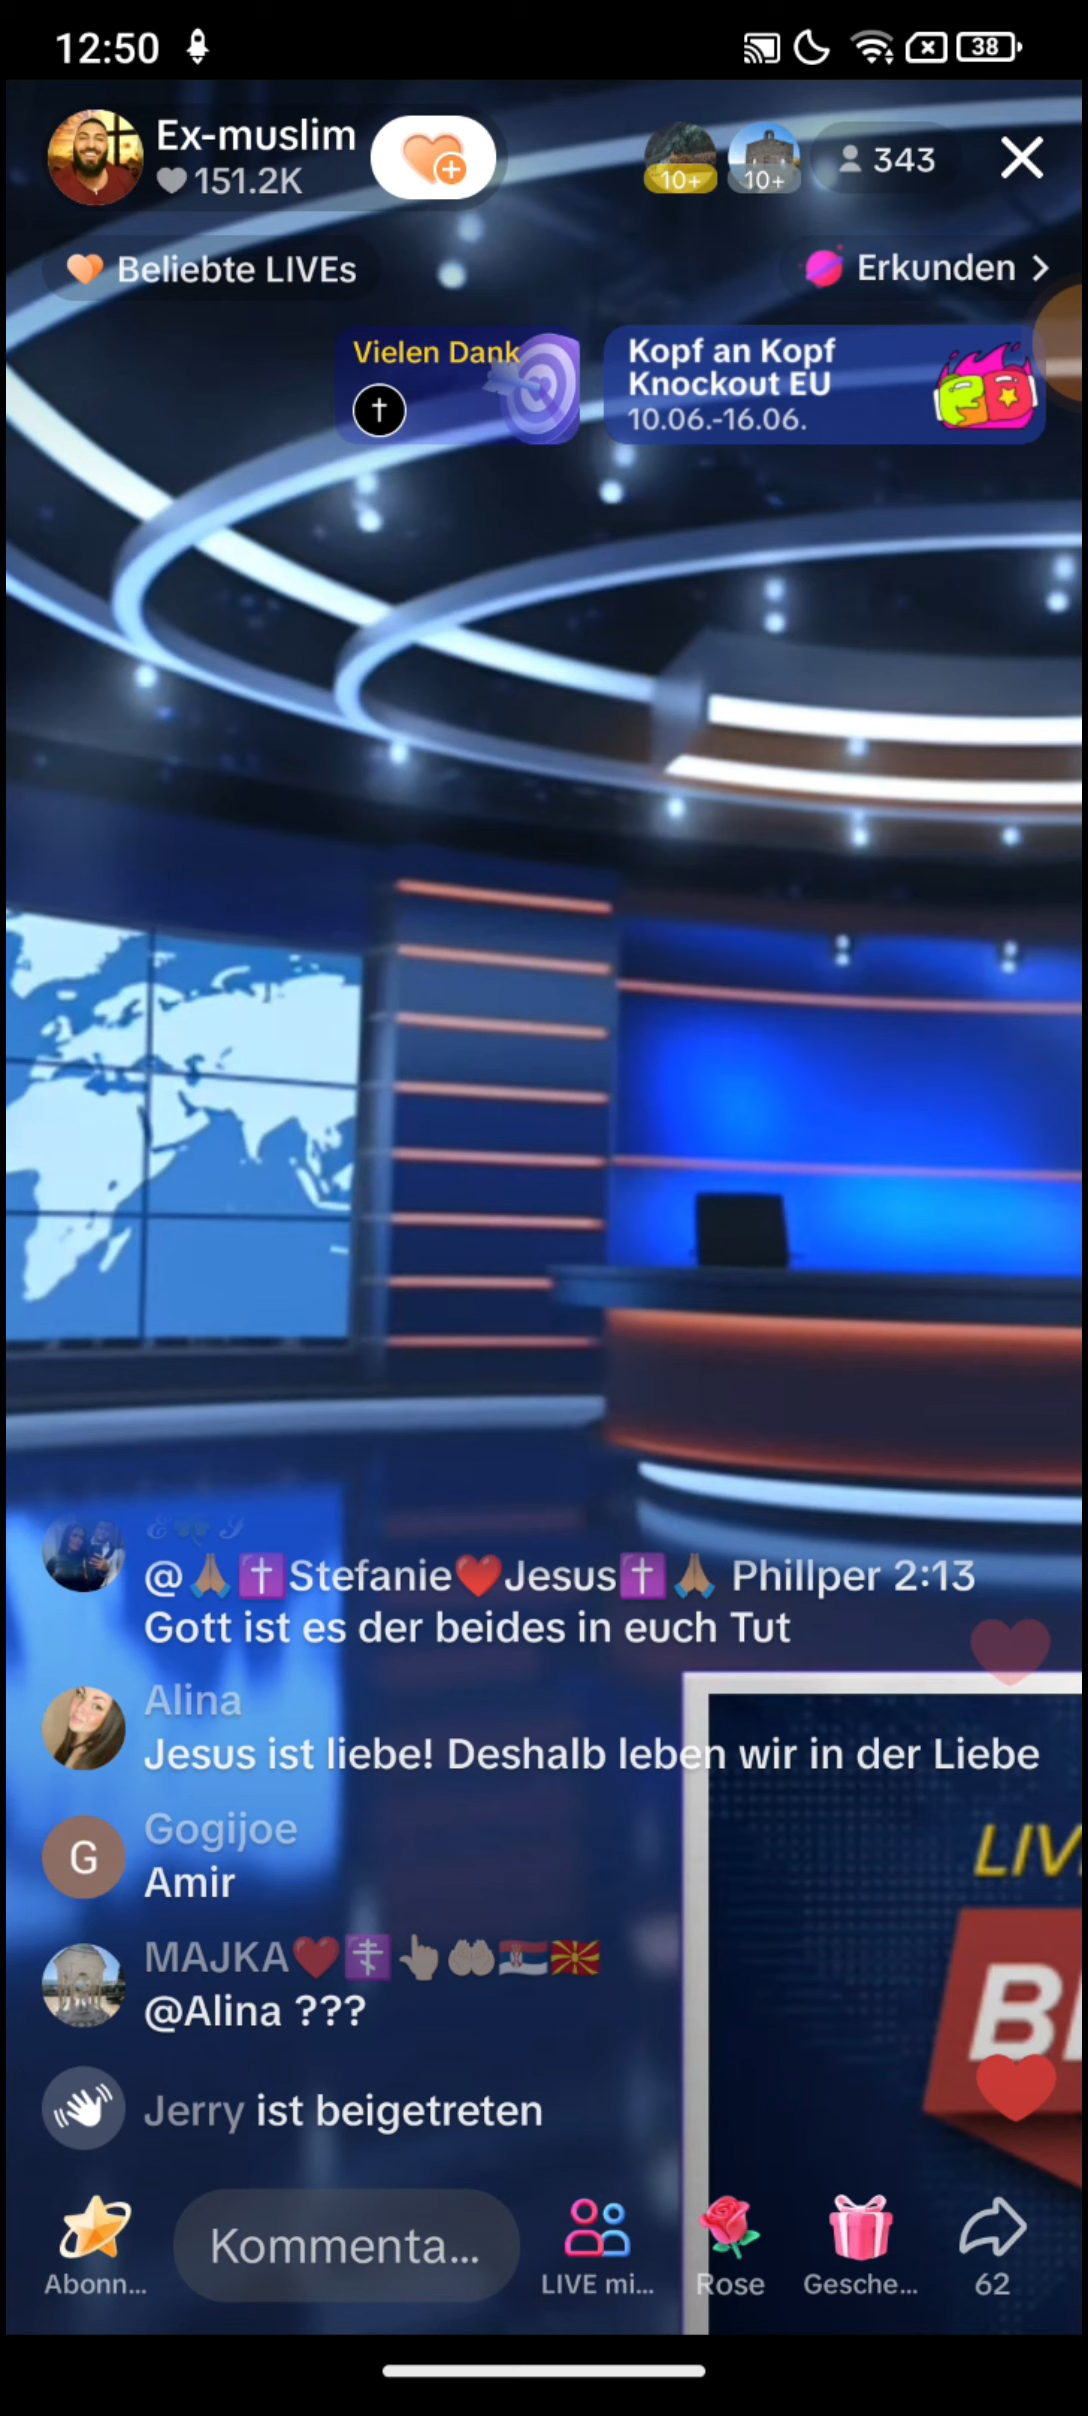 12:50
38
Ex-muslim
151.2K
10+
10+
343
Beliebte LIVEs
Erkunden >
Vielen Dank
Kopf an Kopf
Knockout EU
10.06.-16.06.
ℰ🍀 ℐ
@🙏🏽✝️Stefanie❤️Jesus✝️🙏🏽 Phillper 2:13
Gott ist es der beides in euch Tut
Alina
Jesus ist liebe! Deshalb leben wir in der Liebe
LIV
G
Gogijoe
Amir
B
MAJKA❤️☦️👆🏼🤲🏼🇷🇸🇲🇰
@Alina ???
Jerry ist beigetreten
Abonn...
Kommenta...
LIVE mi...
Rose
Gesche...
62